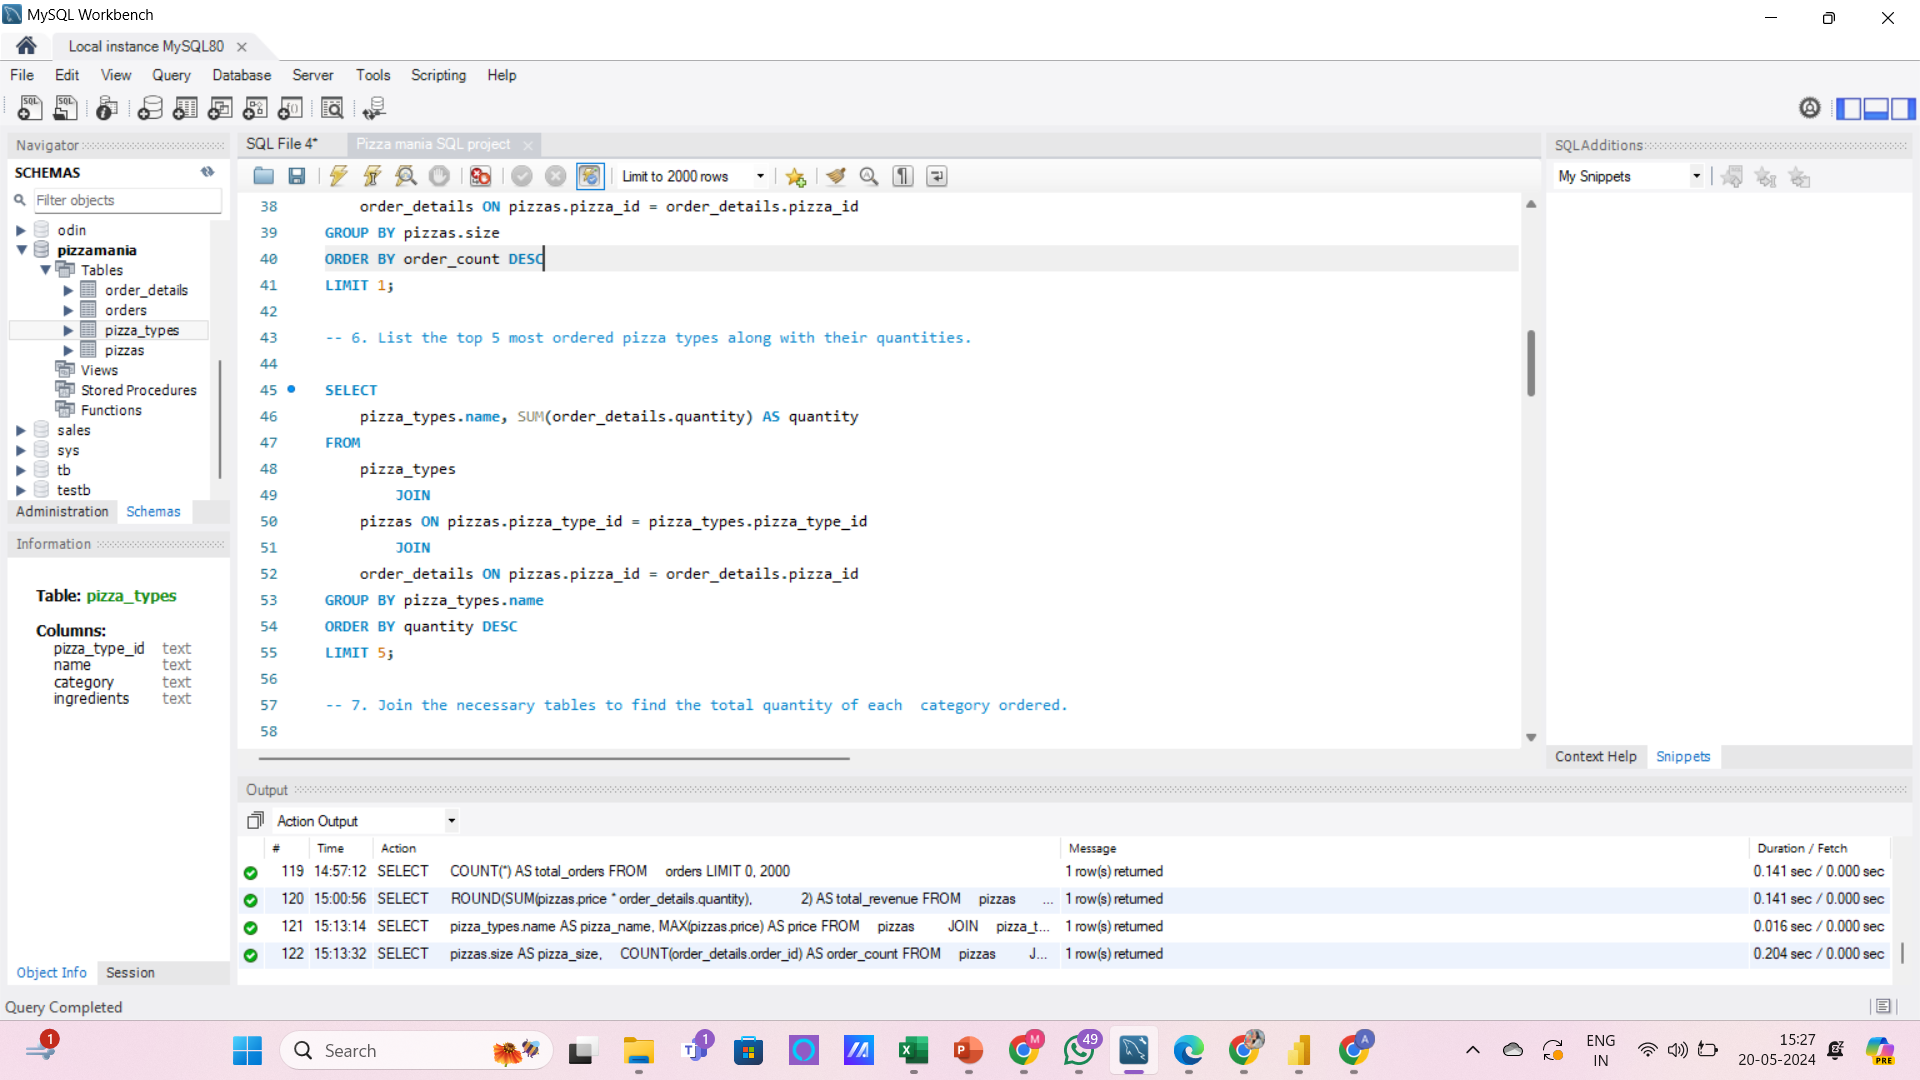 MySQL Workbench
Local instance MySQL80
File Edit View Query Database Server Tools Scripting Help
Navigator
SCHEMAS
Filter objects
odin
pizzamania
Tables
order_details
orders
pizza_types
pizzas
Views
Stored Procedures
Functions
sales
sys
tb
testb
Administration Schemas
Information
Table: pizza_types
Columns:
pizza_type_id text
name text
category text
ingredients text
Object Info Session
Query Completed
SQL File 4* Pizza mania SQL project
Limit to 2000 rows
38 order_details ON pizzas.pizza_id = order_details.pizza_id
39 GROUP BY pizzas.size
40 ORDER BY order_count DESC
41 LIMIT 1;
42
43 -- 6. List the top 5 most ordered pizza types along with their quantities.
44
45 SELECT
46 pizza_types.name, SUM(order_details.quantity) AS quantity
47 FROM
48 pizza_types
49 JOIN
50 pizzas ON pizzas.pizza_type_id = pizza_types.pizza_type_id
51 JOIN
52 order_details ON pizzas.pizza_id = order_details.pizza_id
53 GROUP BY pizza_types.name
54 ORDER BY quantity DESC
55 LIMIT 5;
56
57 -- 7. Join the necessary tables to find the total quantity of each  category ordered.
58
SQLAdditions
My Snippets
Context Help Snippets
Output
Action Output
# Time Action Message Duration / Fetch
119 14:57:12 SELECT COUNT(*) AS total_orders FROM orders LIMIT 0, 2000 1 row(s) returned 0.141 sec / 0.000 sec
120 15:00:56 SELECT ROUND(SUM(pizzas.price * order_details.quantity), 2) AS total_revenue FROM pizzas ... 1 row(s) returned 0.141 sec / 0.000 sec
121 15:13:14 SELECT pizza_types.name AS pizza_name, MAX(pizzas.price) AS price FROM pizzas JOIN pizza_t... 1 row(s) returned 0.016 sec / 0.000 sec
122 15:13:32 SELECT pizzas.size AS pizza_size, COUNT(order_details.order_id) AS order_count FROM pizzas J... 1 row(s) returned 0.204 sec / 0.000 sec
1
Search
1
M
49
A
ENG
IN
15:27
20-05-2024
PRE